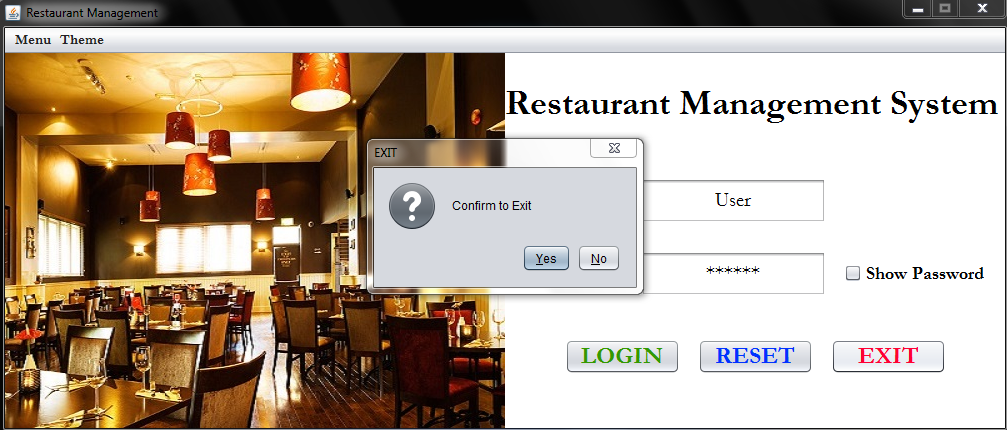 Restaurant Management
Menu Theme
Restaurant Management System
EXIT
Confirm to Exit
Yes No
User
****** Show Password
LOGIN RESET EXIT